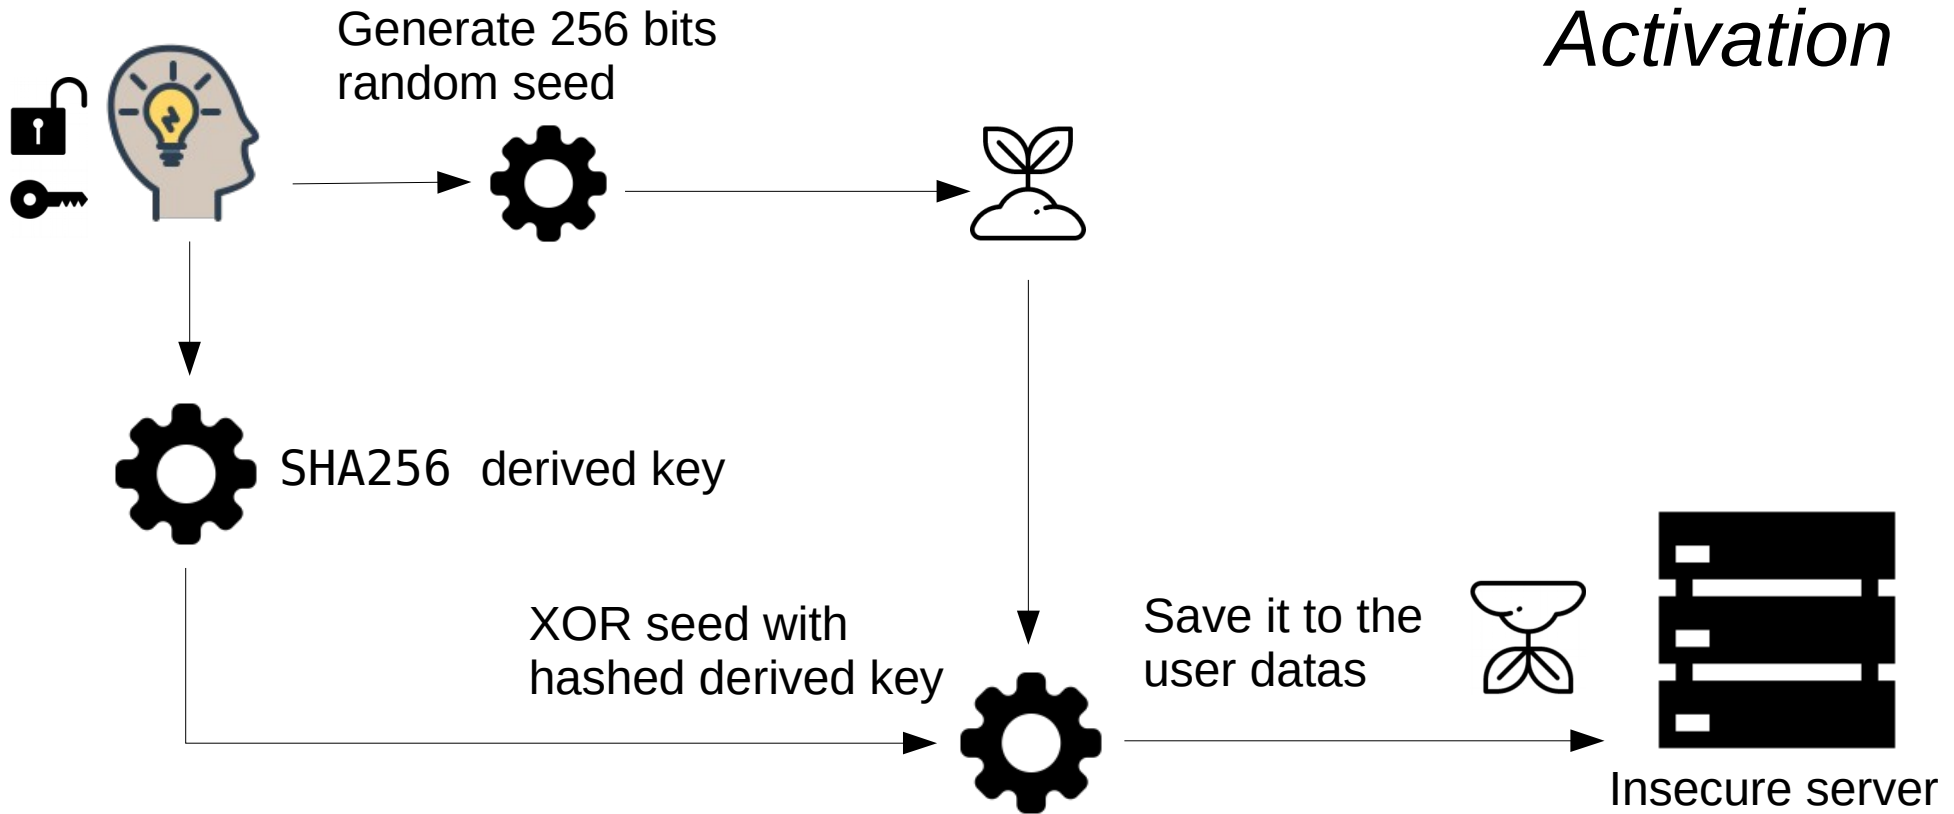 Generate 256 bits
random seed
Activation
SHA256 derived key
XOR seed with
hashed derived key
Save it to the
user datas
Insecure server